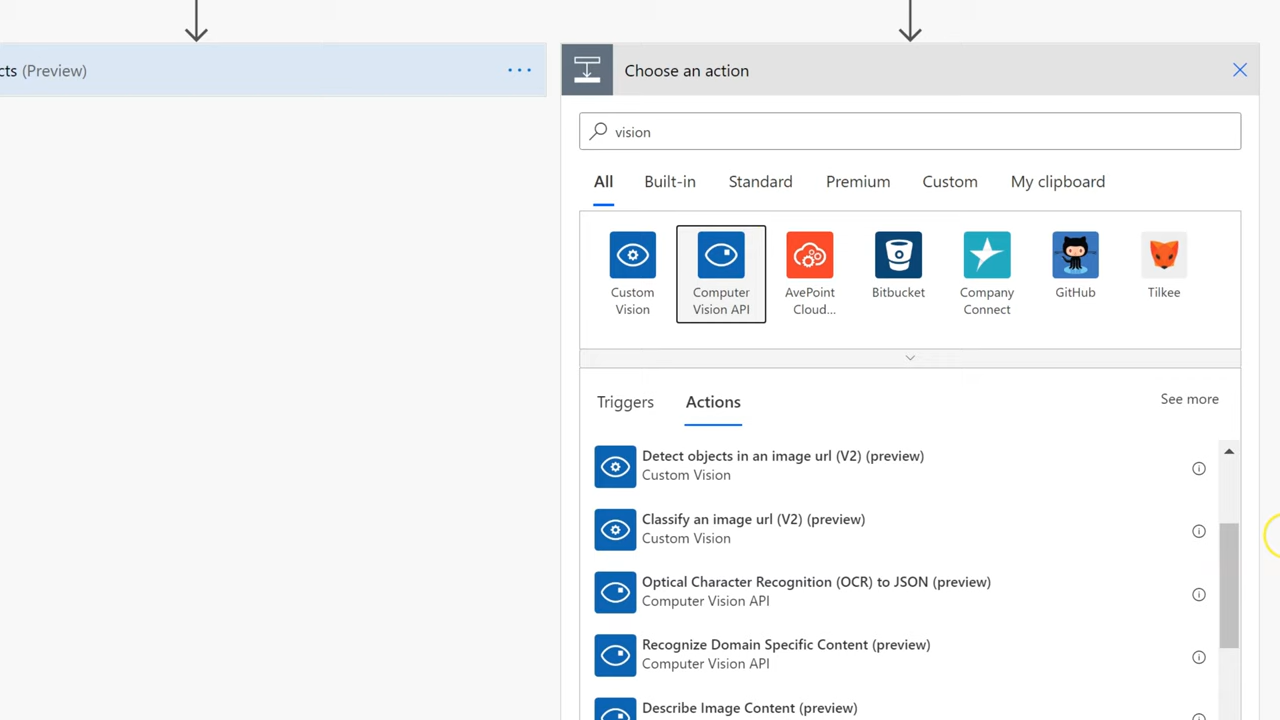 cts (Preview)
Choose an action
vision
All Built-in Standard Premium Custom My clipboard
Custom Vision
Computer Vision API
AvePoint Cloud...
Bitbucket
Company Connect
GitHub
Tilkee
Triggers Actions See more
Detect objects in an image url (V2) (preview)
Custom Vision
Classify an image url (V2) (preview)
Custom Vision
Optical Character Recognition (OCR) to JSON (preview)
Computer Vision API
Recognize Domain Specific Content (preview)
Computer Vision API
Describe Image Content (preview)